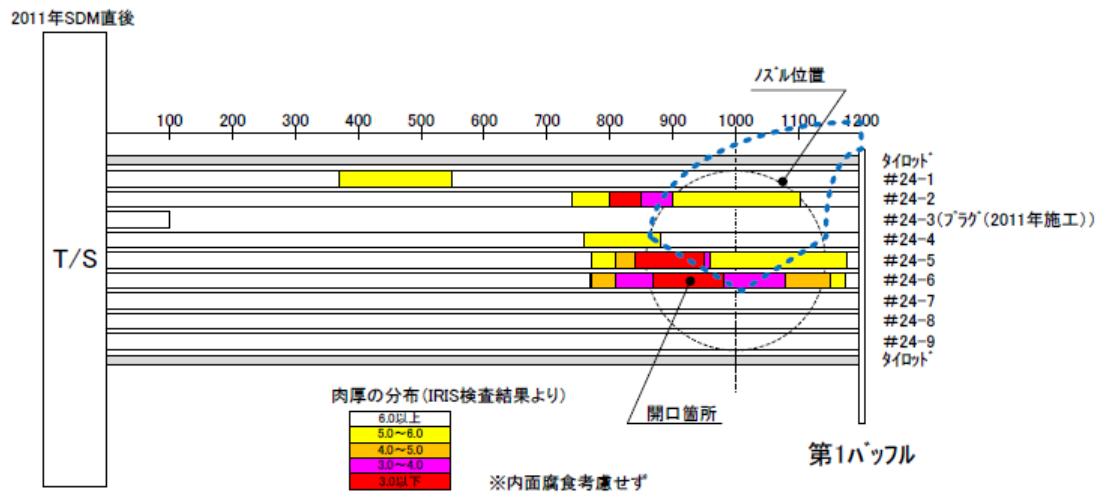 2011年SDM直後
ノズル位置
100 200 300 400 500 600 700 800 900 1000 1100 1200
タイロッド
#24-1
#24-2
#24-3(プラグ(2011年施工))
#24-4
T/S
#24-5
#24-6
#24-7
#24-8
#24-9
タイロッド
肉厚の分布(IRIS検査結果より)
6.0以上
5.0~6.0
4.0~5.0
3.0~4.0
3.0以下
開口箇所
第1バッフル
※内面腐食考慮せず